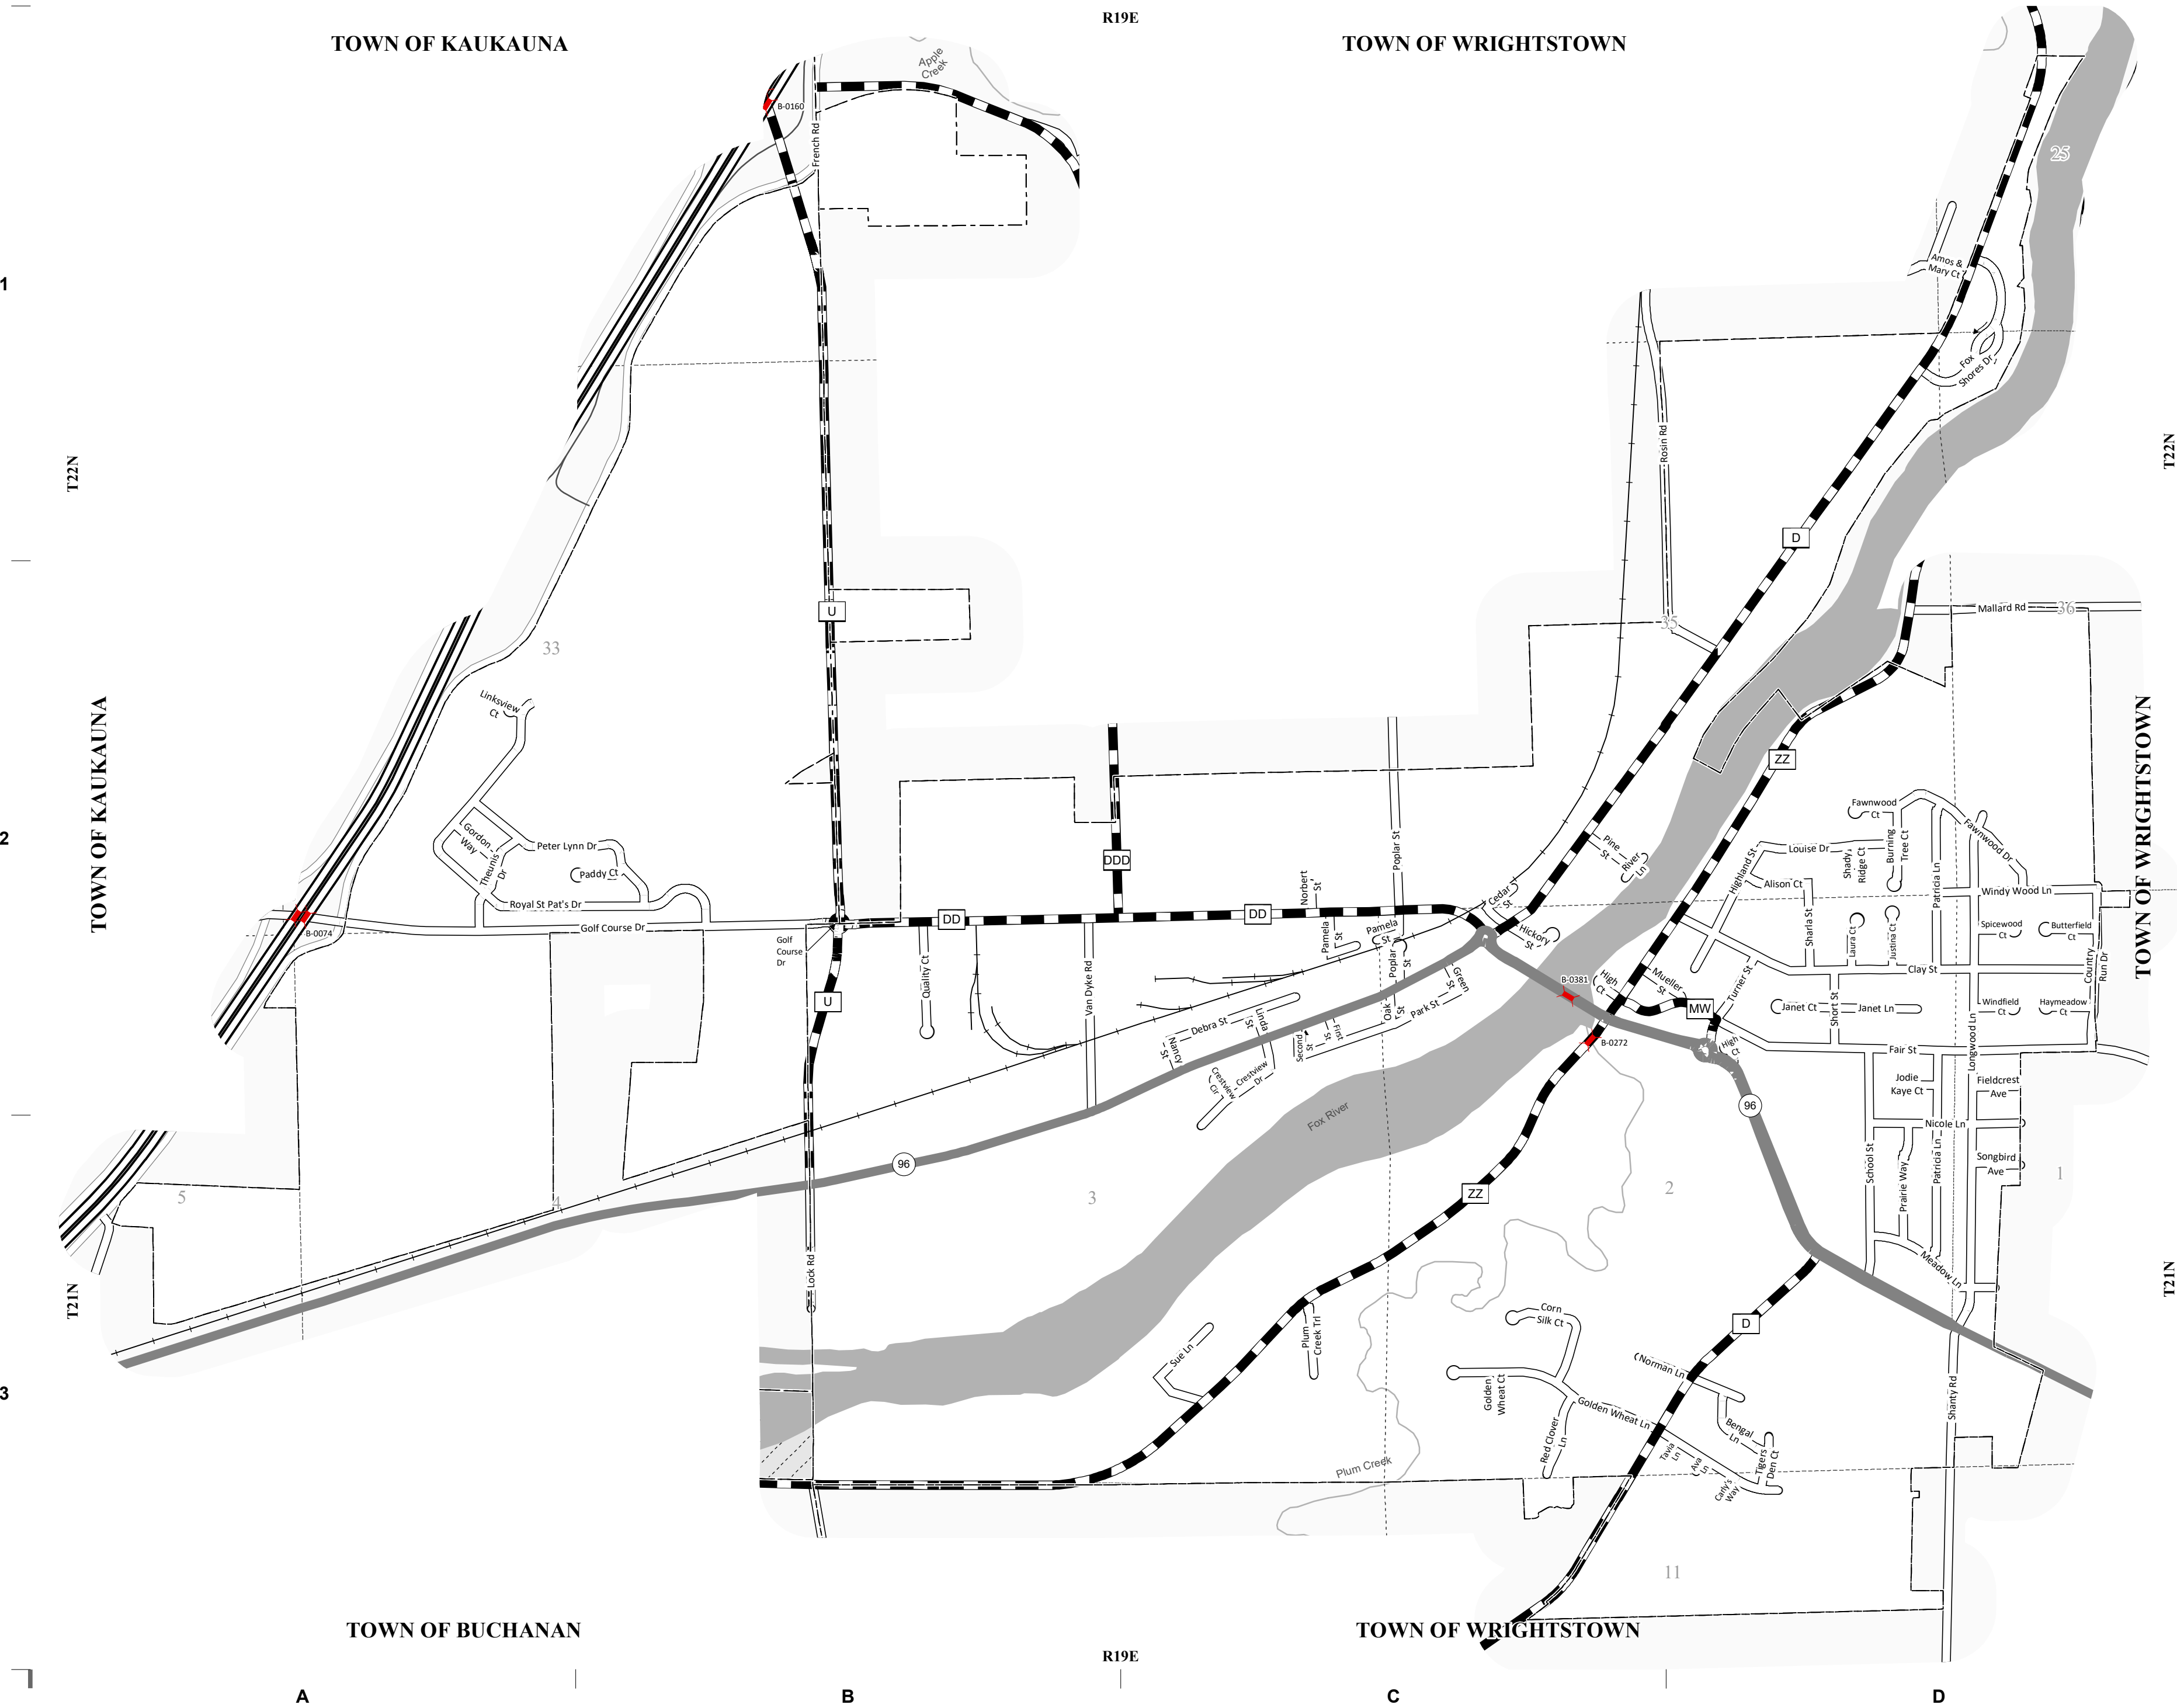 R19E
TOWN OF KAUKAUNA
TOWN OF WRIGHTSTOWN
Apple
Creek
B-0160
French Rd
25
1
Amos &
Mary Ct
Fox
Shores Dr
T22N
T22N
Rosin Rd
D
U
Mallard Rd
36
35
33
Linksview
Ct
TOWN OF KAUKAUNA
TOWN OF WRIGHTSTOWN
ZZ
2
Gordon
Way
Theunis
Dr
Peter Lynn Dr
Paddy Ct
Royal St Pat's Dr
Golf Course Dr
B-0074
Golf
Course
Dr
DD
DDD
DD
Norbert
St
Poplar St
Pamela
St
Pamela
St
Poplar
St
Cedar
St
Hickory
St
Pine
St
River
Ln
Fawnwood
Ct
Fawnwood Dr
Louise Dr
Shady
Ridge Ct
Burning
Tree Ct
Patricia Ln
Highland St
Alison Ct
Windy Wood Ln
Sharla St
Laura Ct
Justina Ct
Spicewood
Ct
Butterfield
Ct
Country
Run Dr
Clay St
Quality Ct
Van Dyke Rd
U
Green
St
Oak
St
Park St
B-0381
High
Ct
Mueller
St
Turner St
MW
Janet Ct
Short St
Janet Ln
Windfield
Ct
Haymeadow
Ct
Longwood Ln
Debra St
Linda
St
Nancy
St
Second
St
First
St
Crestview
Cir
Crestview
Dr
B-0272
High
Ct
Fair St
Jodie
Kaye Ct
Fieldcrest
Ave
96
Fox River
Nicole Ln
96
School St
Prairie Way
Patricia Ln
Songbird
Ave
5
4
3
ZZ
2
1
Lock Rd
Meadow Ln
T21N
T21N
Sue Ln
Plum
Creek Trl
Corn
Silk Ct
D
Norman Ln
3
Golden
Wheat Ct
Golden Wheat Ln
Red Clover
Ln
Bengal
Ln
Tavia
Ln
Ava
Ln
Carly's
Way
Tigers
Den Ct
Shanty Rd
Plum Creek
11
TOWN OF BUCHANAN
TOWN OF WRIGHTSTOWN
R19E
A
B
C
D